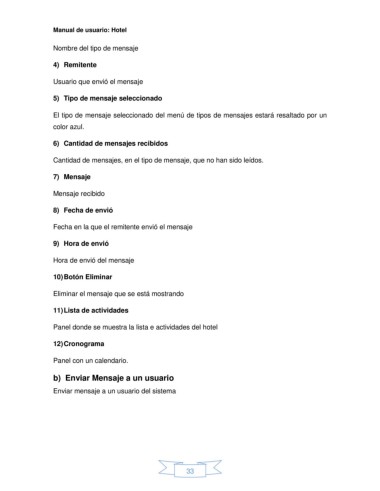 Manual de usuario: Hotel
Nombre del tipo de mensaje
4) Remitente
Usuario que envió el mensaje
5) Tipo de mensaje seleccionado
El tipo de mensaje seleccionado del menú de tipos de mensajes estará resaltado por un
color azul.
6) Cantidad de mensajes recibidos
Cantidad de mensajes, en el tipo de mensaje, que no han sido leídos.
7) Mensaje
Mensaje recibido
8) Fecha de envió
Fecha en la que el remitente envió el mensaje
9) Hora de envió
Hora de envió del mensaje
10) Botón Eliminar
Eliminar el mensaje que se está mostrando
11) Lista de actividades
Panel donde se muestra la lista e actividades del hotel
12) Cronograma
Panel con un calendario.
b) Enviar Mensaje a un usuario
Enviar mensaje a un usuario del sistema
33